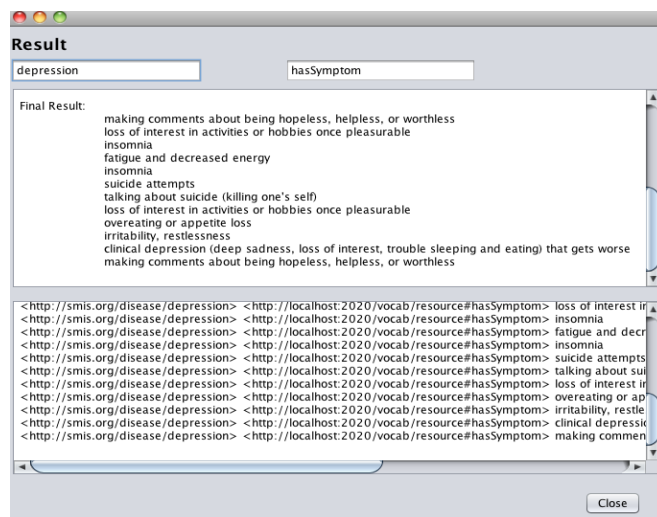 Result
depression hasSymptom
Final Result:
making comments about being hopeless, helpless, or worthless
loss of interest in activities or hobbies once pleasurable
insomnia
fatigue and decreased energy
insomnia
suicide attempts
talking about suicide (killing one's self)
loss of interest in activities or hobbies once pleasurable
overeating or appetite loss
irritability, restlessness
clinical depression (deep sadness, loss of interest, trouble sleeping and eating) that gets worse
making comments about being hopeless, helpless, or worthless
<http://smis.org/disease/depression> <http://localhost:2020/vocab/resource#hasSymptom> loss of interest in
<http://smis.org/disease/depression> <http://localhost:2020/vocab/resource#hasSymptom> insomnia
<http://smis.org/disease/depression> <http://localhost:2020/vocab/resource#hasSymptom> fatigue and decr
<http://smis.org/disease/depression> <http://localhost:2020/vocab/resource#hasSymptom> insomnia
<http://smis.org/disease/depression> <http://localhost:2020/vocab/resource#hasSymptom> suicide attempts
<http://smis.org/disease/depression> <http://localhost:2020/vocab/resource#hasSymptom> talking about sui
<http://smis.org/disease/depression> <http://localhost:2020/vocab/resource#hasSymptom> loss of interest in
<http://smis.org/disease/depression> <http://localhost:2020/vocab/resource#hasSymptom> overeating or ap
<http://smis.org/disease/depression> <http://localhost:2020/vocab/resource#hasSymptom> irritability, restle
<http://smis.org/disease/depression> <http://localhost:2020/vocab/resource#hasSymptom> clinical depressio
<http://smis.org/disease/depression> <http://localhost:2020/vocab/resource#hasSymptom> making commen
Close